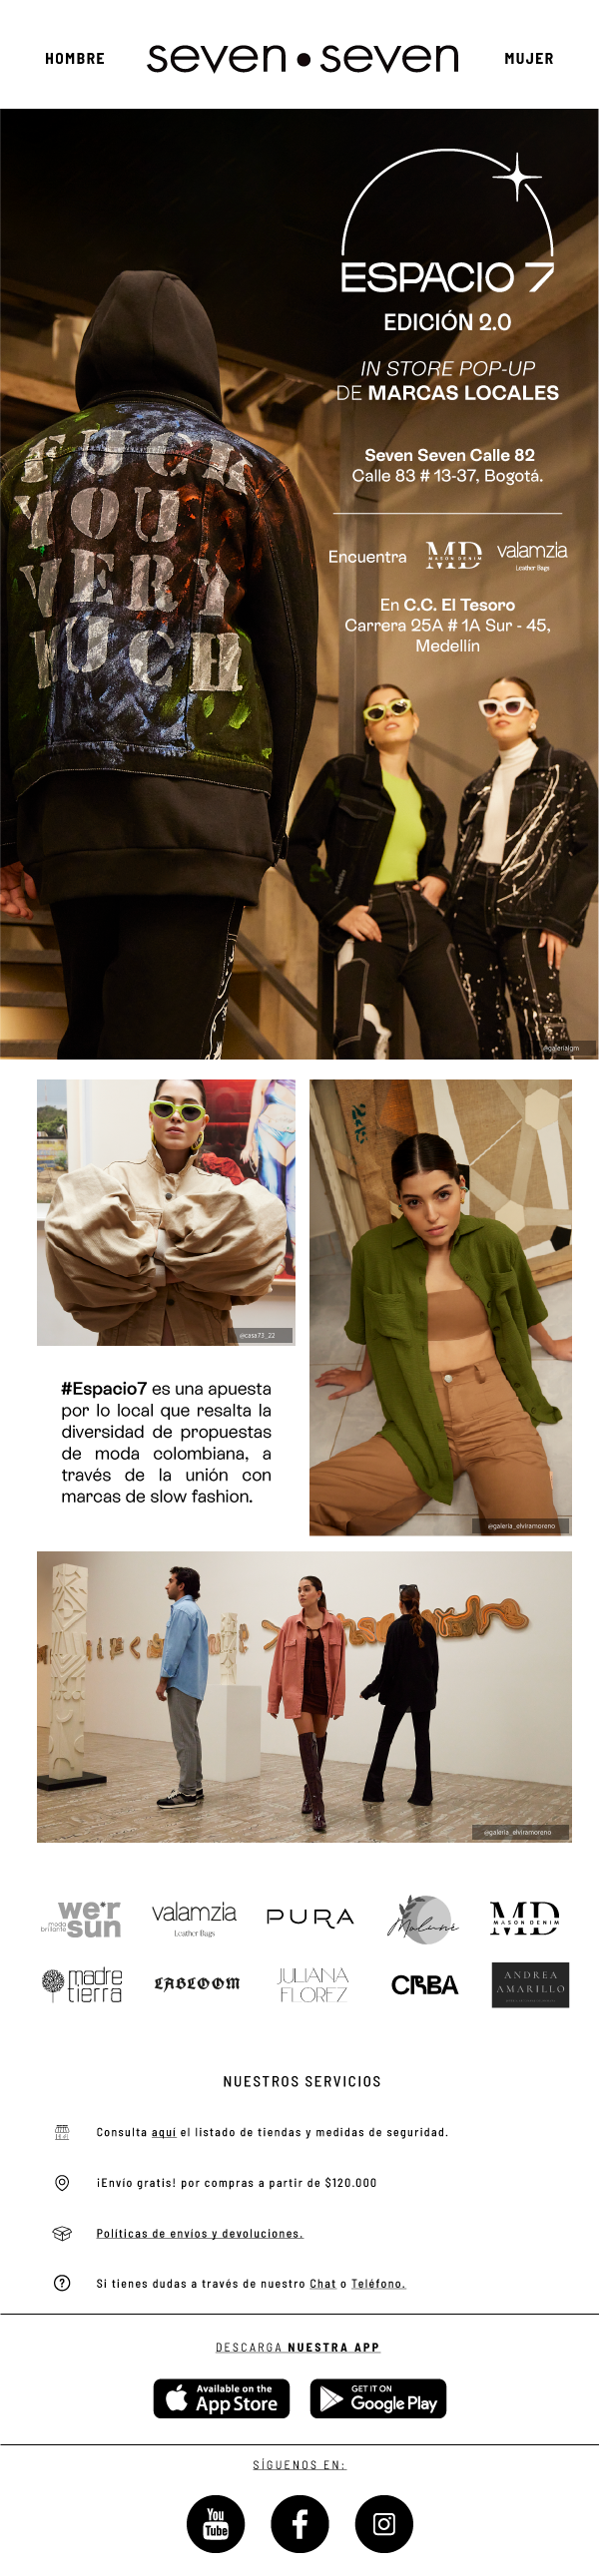 HOMBRE
seven•seven
MUJER
ESPACIO 7
EDICIÓN 2.0
IN STORE POP-UP
DE MARCAS LOCALES
Seven Seven Calle 82
Calle 83 # 13-37, Bogotá.
Encuentra
MD
MASON DENIM
valamzia
Leather Bags
En C.C. El Tesoro
Carrera 25A # 1A Sur - 45,
Medellín
FUCK
YOU
VERY
MUCH
@galerialgm
@casa73_22
#Espacio7 es una apuesta
por lo local que resalta la
diversidad de propuestas
de moda colombiana, a
través de la unión con
marcas de slow fashion.
@galeria_elviramoreno
@galeria_elviramoreno
we'r
sun
moda
brillante
valamzia
Leather Bags
PURA
Maluné
MD
MASON DENIM
madre
tierra
LABLOOM
JULIANA
FLOREZ
CRBA
ANDREA
AMARILLO
NUESTROS SERVICIOS
Consulta aquí el listado de tiendas y medidas de seguridad.
¡Envío gratis! por compras a partir de $120.000
Políticas de envíos y devoluciones.
Si tienes dudas a través de nuestro Chat o Teléfono.
DESCARGA NUESTRA APP
Available on the
App Store
GET IT ON
Google Play
SÍGUENOS EN:
You
Tube